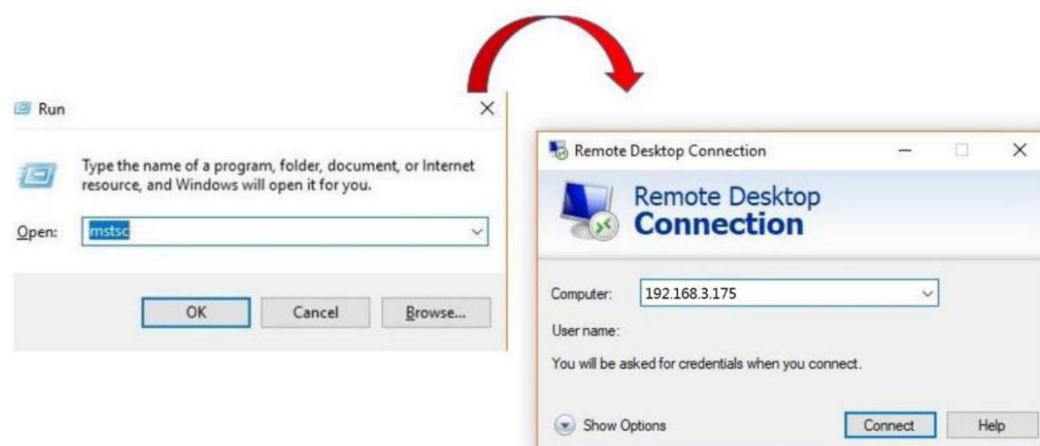 Run
Type the name of a program, folder, document, or Internet
resource, and Windows will open it for you.
Open:
mstsc
OK
Cancel
Browse...
Remote Desktop Connection
Remote Desktop
Connection
Computer:
192.168.3.175
User name:
You will be asked for credentials when you connect.
Show Options
Connect
Help